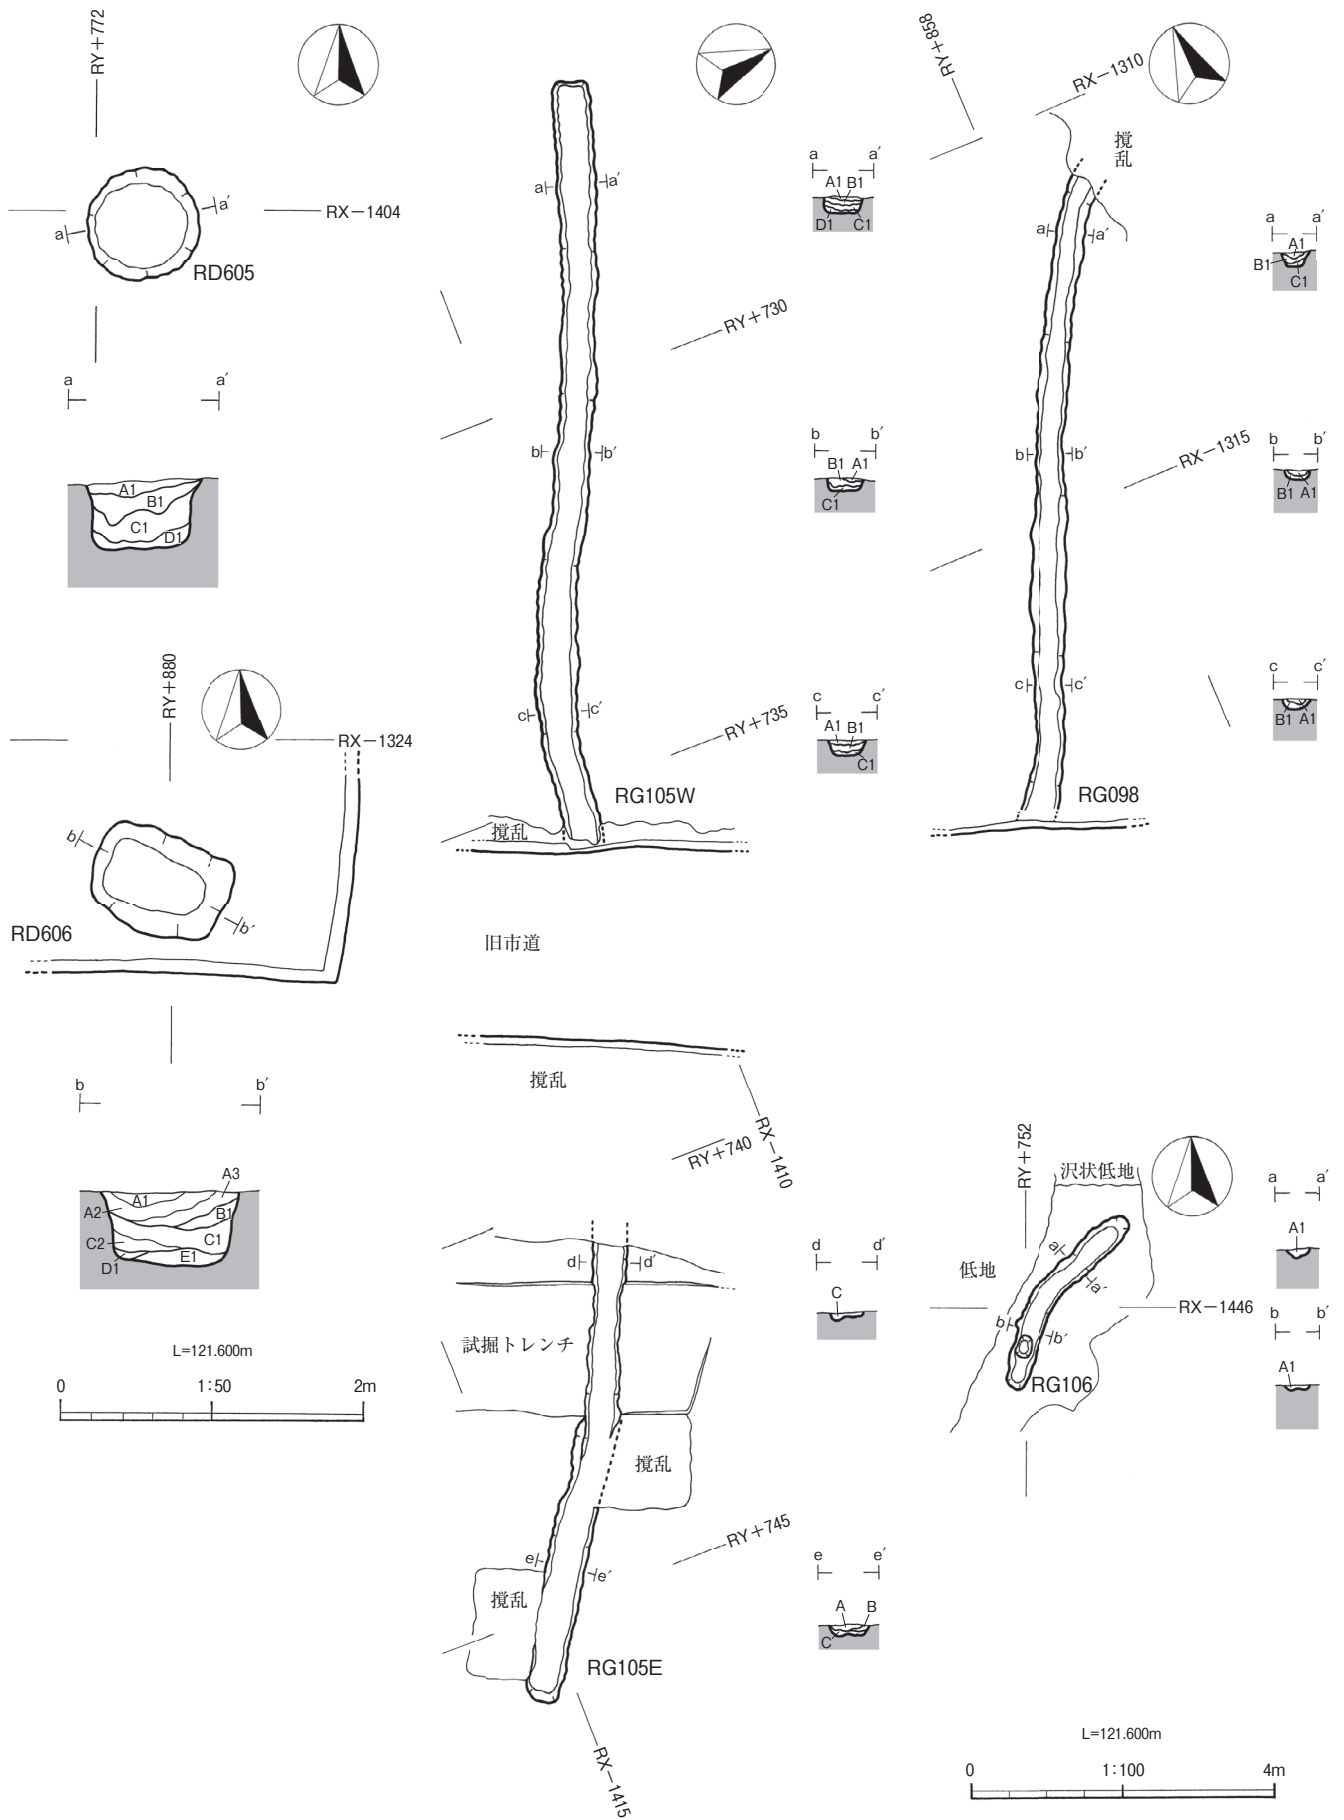 RY+772
a
a′
RX−1404
RD605
a
a′
A1
B1
C1
D1
RY+880
RX−1324
b
b′
RD606
b
b′
A3
A1
A2
B1
C2
C1
D1
E1
L=121.600m
0
1:50
2m
a
a′
RY+730
b
b′
RY+735
c
c′
RG105W
撹乱
旧市道
撹乱
RX−1410
RY+740
d
d′
試掘トレンチ
撹乱
RY+745
e
e′
撹乱
RG105E
RX−1415
a
a′
A1
B1
D1
C1
b
b′
B1
A1
C1
c
c′
A1
B1
C1
d
d′
C
e
e′
A
B
C
RY+858
RX−1310
撹乱
a
a′
b
b′
RX−1315
c
c′
RG098
a
a′
A1
B1
C1
b
b′
B1
A1
c
c′
B1
A1
RY+752
沢状低地
低地
a
a′
RX−1446
b
b′
RG106
a
a′
A1
b
b′
A1
L=121.600m
0
1:100
4m